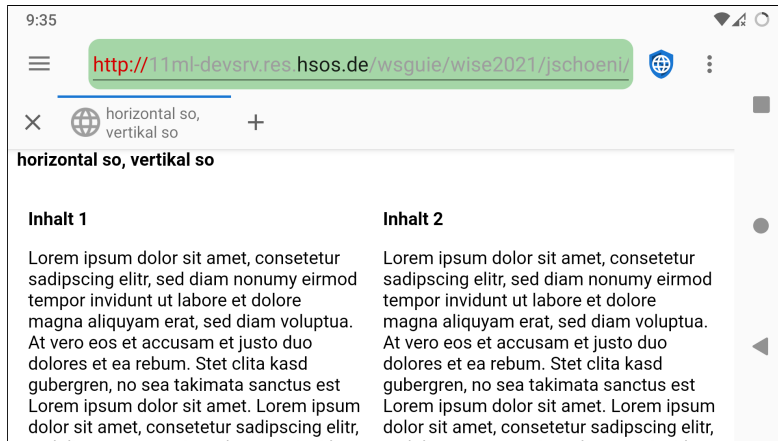 9:35
http://11ml-devsrv.res.hsos.de/wsguie/wise2021/jschoeni/
horizontal so,
vertikal so
horizontal so, vertikal so
Inhalt 1
Lorem ipsum dolor sit amet, consetetur
sadipscing elitr, sed diam nonumy eirmod
tempor invidunt ut labore et dolore
magna aliquyam erat, sed diam voluptua.
At vero eos et accusam et justo duo
dolores et ea rebum. Stet clita kasd
gubergren, no sea takimata sanctus est
Lorem ipsum dolor sit amet. Lorem ipsum
dolor sit amet, consetetur sadipscing elitr,
Inhalt 2
Lorem ipsum dolor sit amet, consetetur
sadipscing elitr, sed diam nonumy eirmod
tempor invidunt ut labore et dolore
magna aliquyam erat, sed diam voluptua.
At vero eos et accusam et justo duo
dolores et ea rebum. Stet clita kasd
gubergren, no sea takimata sanctus est
Lorem ipsum dolor sit amet. Lorem ipsum
dolor sit amet, consetetur sadipscing elitr,